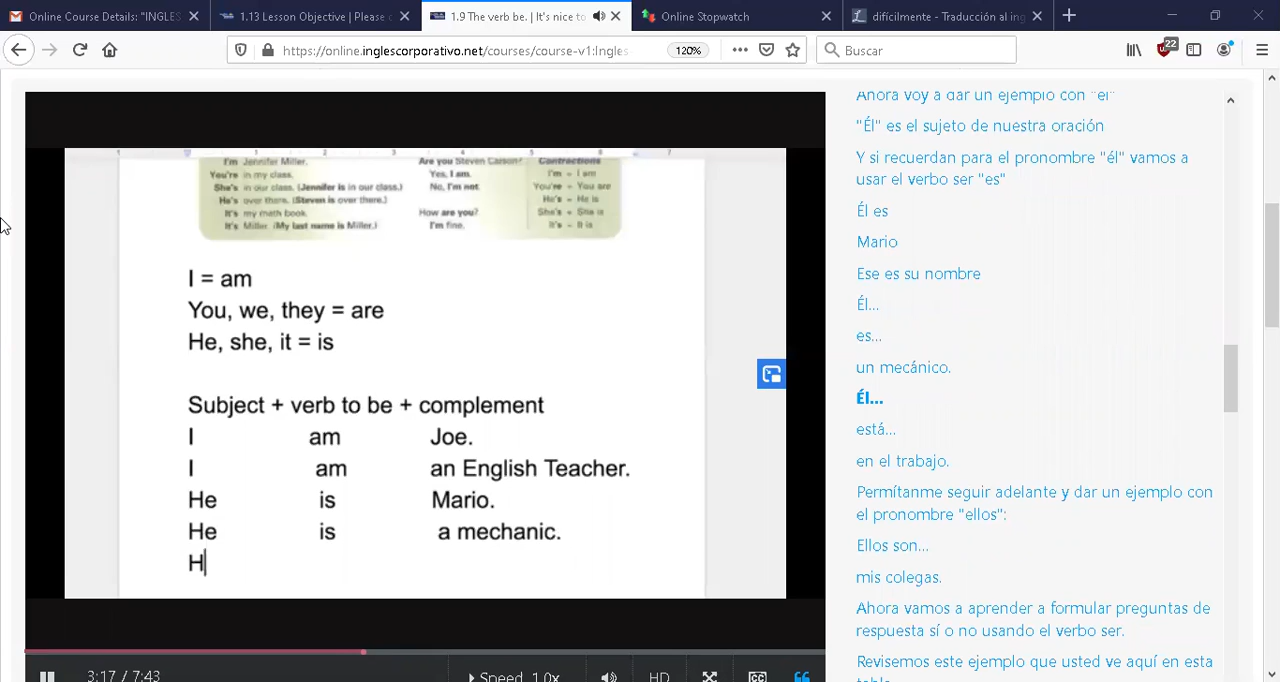 Online Course Details: "INGLES
1.13 Lesson Objective | Please c
1.9 The verb be. | It's nice to
Online Stopwatch
difícilmente - Traducción al ing
https://online.inglescorporativo.net/courses/course-v1:Ingles
120%
Buscar
22
1
2
3
4
5
6
7
I'm Jennifer Miller.
Are you Steven Carson?
Contractions
You're in my class.
Yes, I am.
I'm = I am
She's in our class. (Jennifer is in our class.)
No, I'm not.
You're = You are
He's over there. (Steven is over there.)
He's = He is
It's my math book.
How are you?
She's = She is
It's Miller. (My last name is Miller.)
I'm fine.
It's = It is
I = am
You, we, they = are
He, she, it = is
Subject + verb to be + complement
I am Joe.
I am an English Teacher.
He is Mario.
He is a mechanic.
H
3:17 / 7:43
Speed 1.0x
HD
CC
Ahora voy a dar un ejemplo con "él"
"Él" es el sujeto de nuestra oración
Y si recuerdan para el pronombre "él" vamos a
usar el verbo ser "es"
Él es
Mario
Ese es su nombre
Él...
es...
un mecánico.
Él...
está...
en el trabajo.
Permítanme seguir adelante y dar un ejemplo con
el pronombre "ellos":
Ellos son...
mis colegas.
Ahora vamos a aprender a formular preguntas de
respuesta sí o no usando el verbo ser.
Revisemos este ejemplo que usted ve aquí en esta
tabla